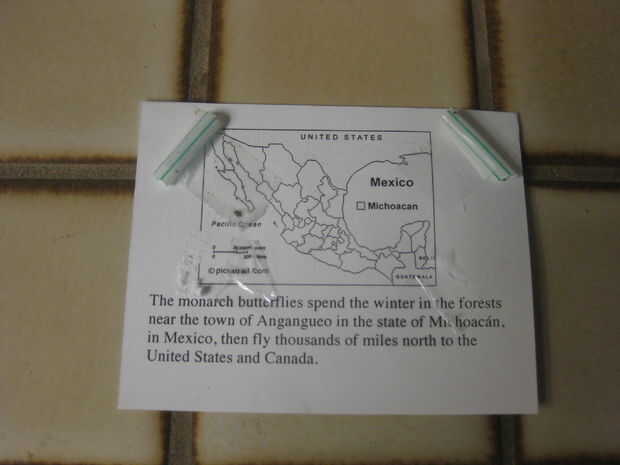 UNITED STATES
Mexico
Michoacan
Pacific Ocean
GUATEMALA
The monarch butterflies spend the winter in the forests
near the town of Angangueo in the state of Michoacán,
in Mexico, then fly thousands of miles north to the
United States and Canada.